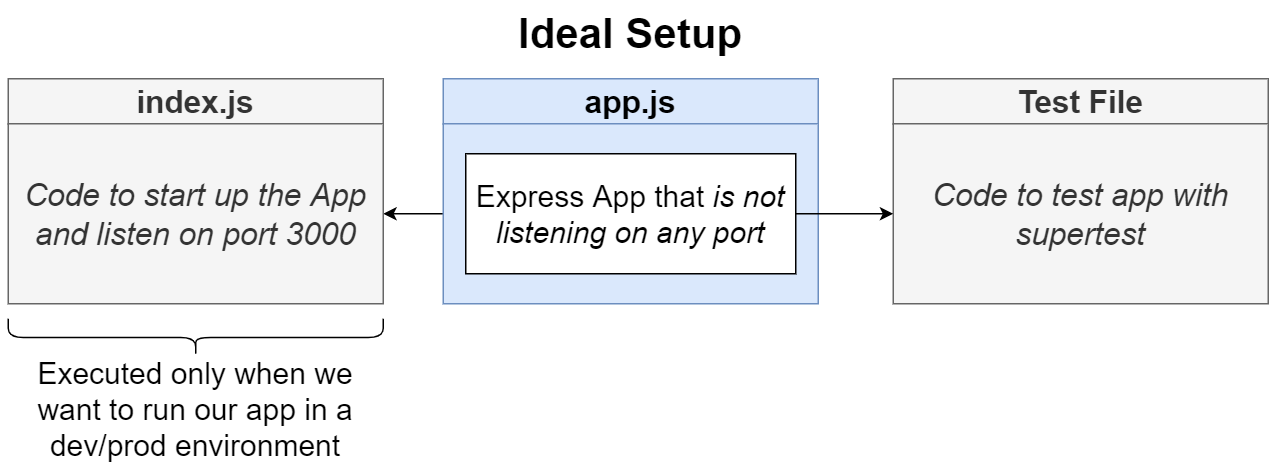 Ideal Setup
index.js
Code to start up the App
and listen on port 3000
Executed only when we
want to run our app in a
dev/prod environment
app.js
Express App that is not
listening on any port
Test File
Code to test app with
supertest